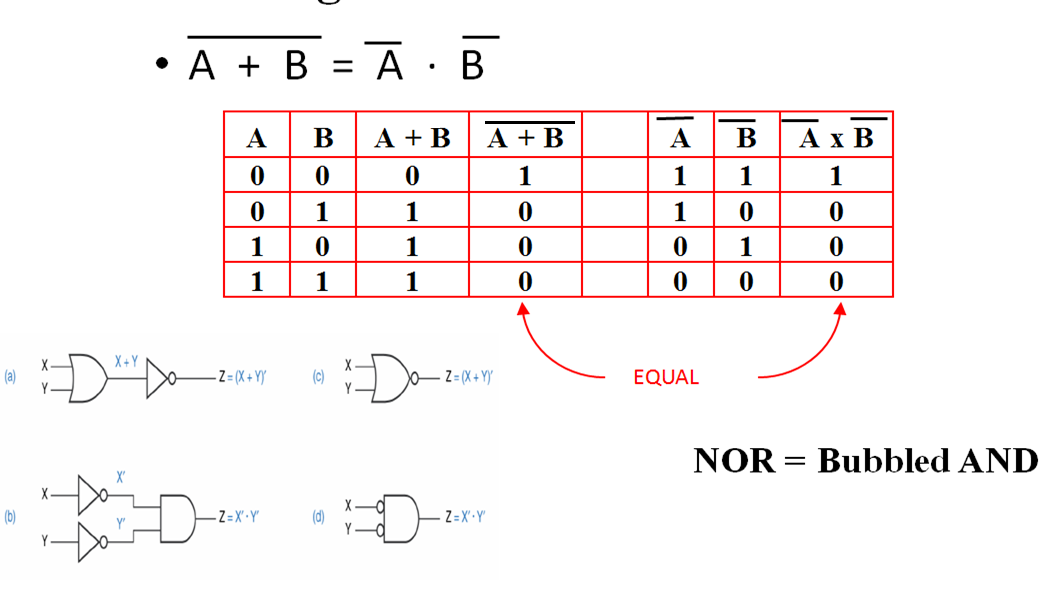 • A̅ ̅+̅ ̅B̅ = A̅ · B̅
A B A + B A̅ ̅+̅ ̅B̅ A̅ B̅ A̅ x B̅
0 0 0 1 1 1 1
0 1 1 0 1 0 0
1 0 1 0 0 1 0
1 1 1 0 0 0 0
EQUAL
(a) X Y X + Y Z = (X + Y)'
(c) X Y Z = (X + Y)'
NOR = Bubbled AND
(b) X Y X' Y' Z = X' · Y'
(d) X Y Z = X' · Y'